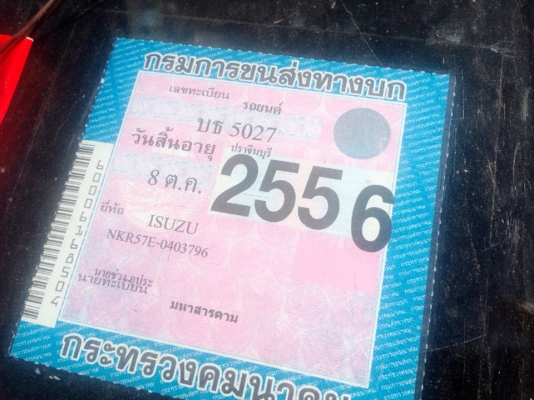 กรมการขนส่งทางบก
เลขทะเบียน รถยนต์
บธ 5027
วันสิ้นอายุ ปราจีนบุรี
8 ต.ค. 2556
ยี่ห้อ ISUZU
NKR57E-0403796
นายทะเบียน
มหาสารคาม
กระทรวงคมนาคม